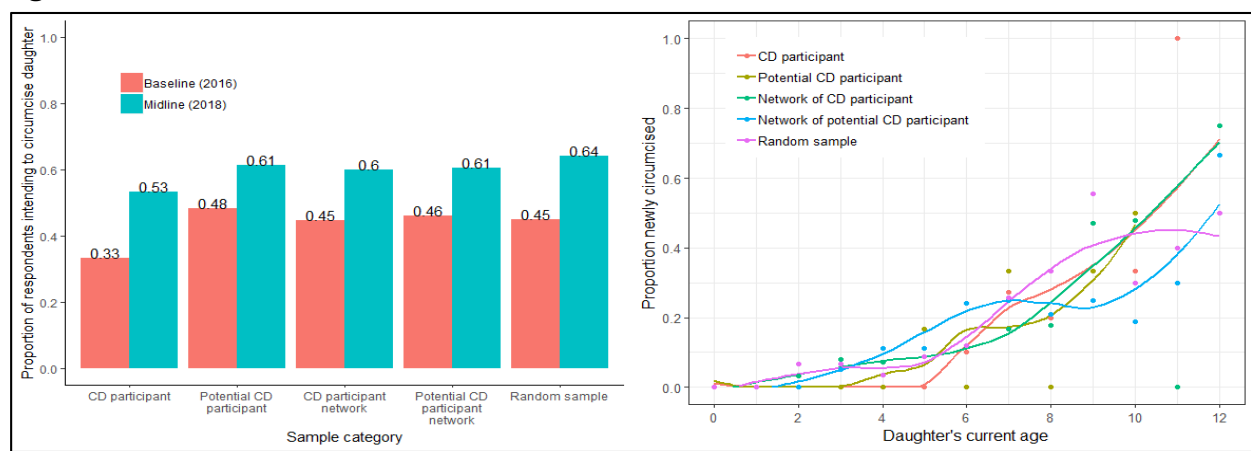 Proportion of respondents intending to circumcise daughter
1.0
0.8
0.6
0.4
0.2
0.0
Baseline (2016)
Midline (2018)
0.33
0.53
0.48
0.61
0.45
0.6
0.46
0.61
0.45
0.64
CD participant
Potential CD
participant
CD participant
network
Potential CD
participant
network
Random sample
Sample category
Proportion newly circumcised
1.0
0.8
0.6
0.4
0.2
0.0
CD participant
Potential CD participant
Network of CD participant
Network of potential CD participant
Random sample
0
2
4
6
8
10
12
Daughter's current age